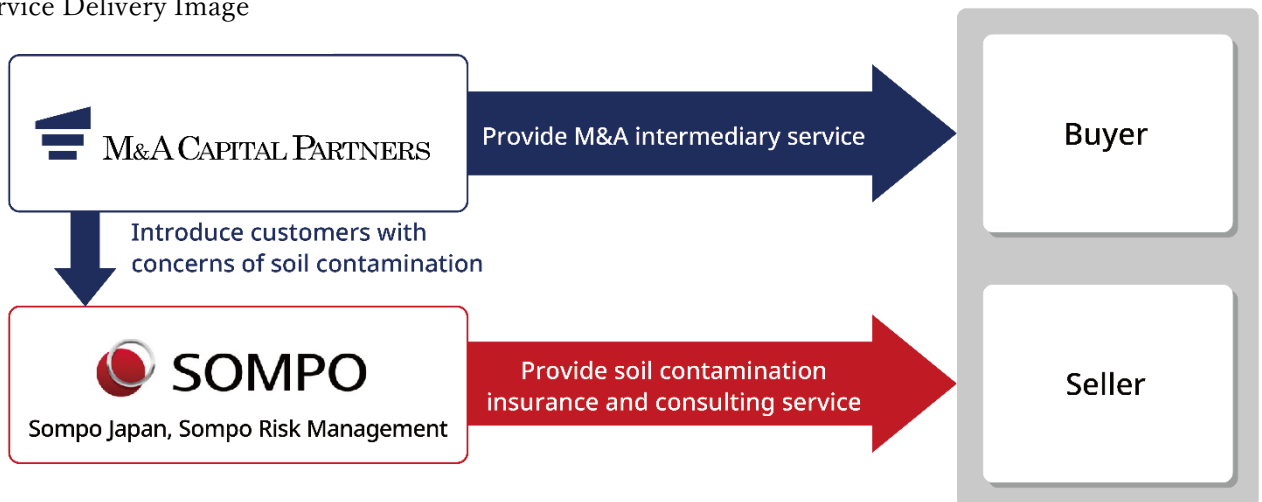 rvice Delivery Image
M&A CAPITAL PARTNERS
Provide M&A intermediary service
Buyer
Introduce customers with
concerns of soil contamination
SOMPO
Sompo Japan, Sompo Risk Management
Provide soil contamination
insurance and consulting service
Seller